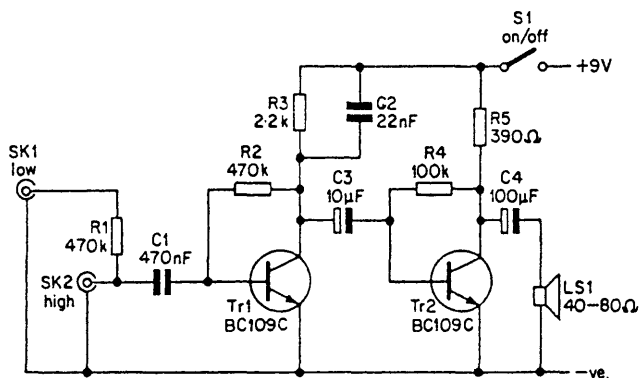 S1
on/off
+9V
R3
2·2k
C2
22nF
R5
390Ω
SK1
low
R2
470k
R4
100k
C3
10µF
C4
100µF
R1
470k
C1
470nF
SK2
high
Tr1
BC109C
Tr2
BC109C
LS1
40–80Ω
–ve.